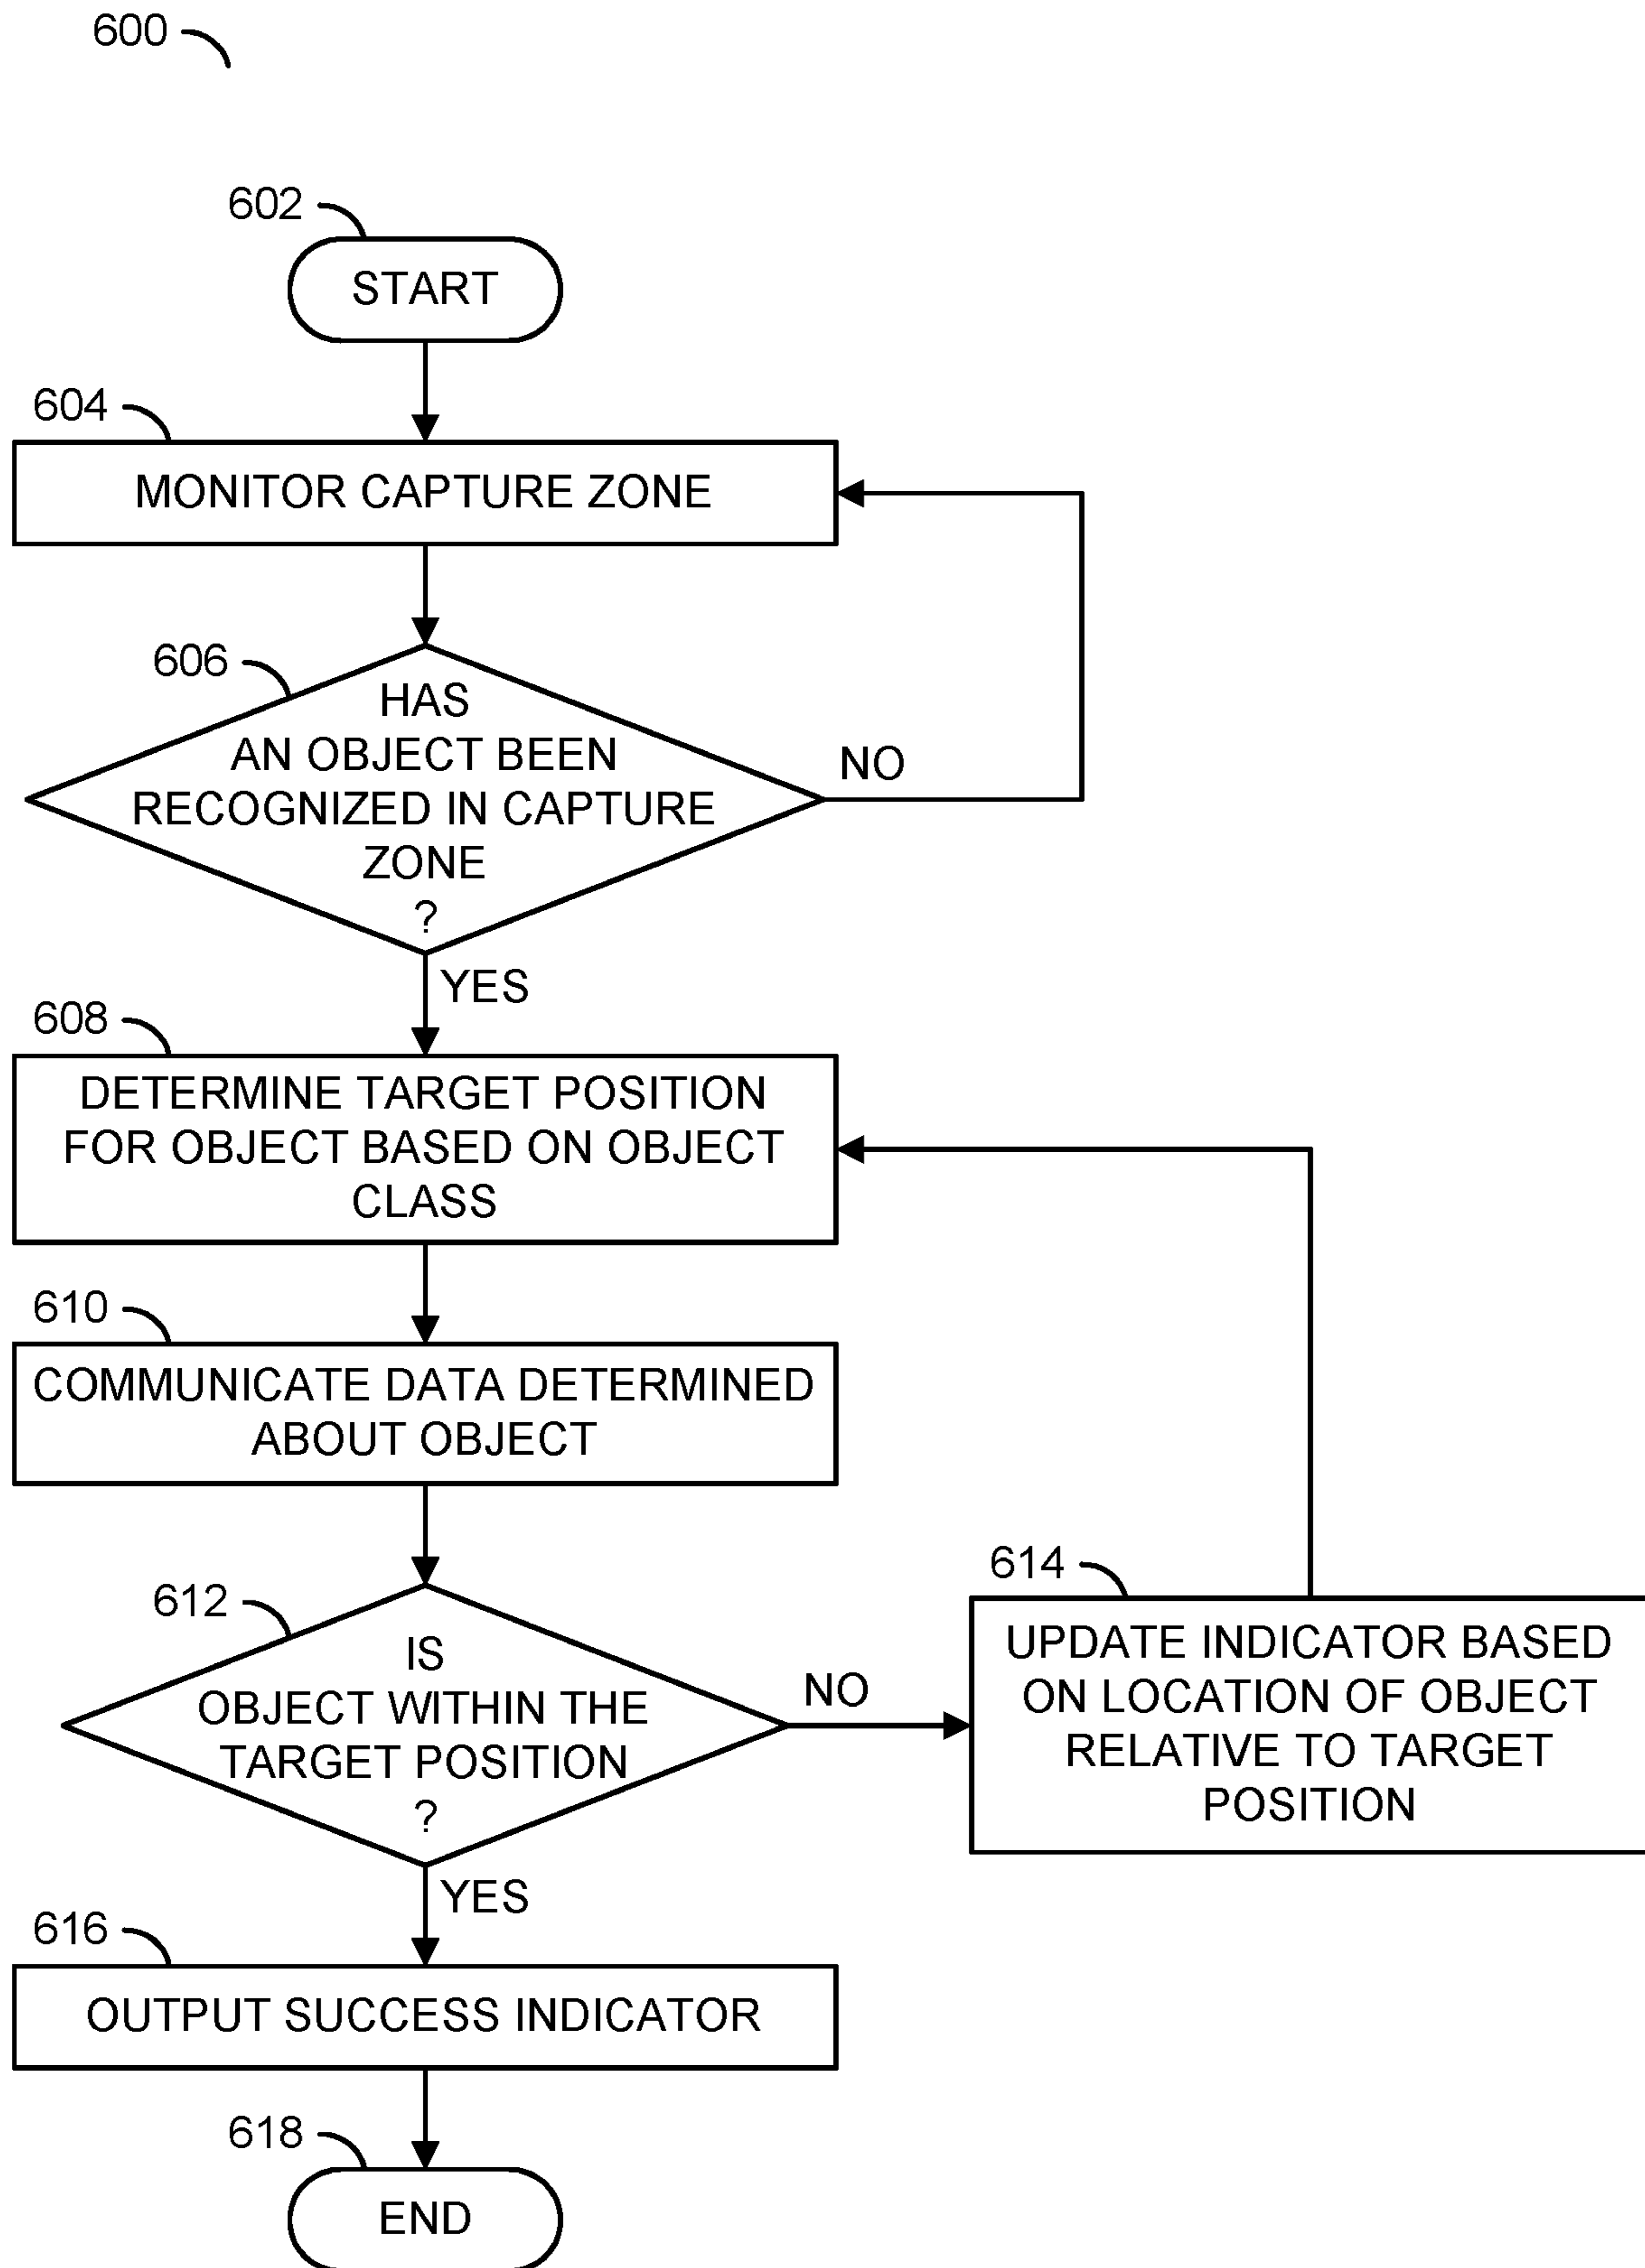 600
602
START
604
MONITOR CAPTURE ZONE
606
HAS
AN OBJECT BEEN
RECOGNIZED IN CAPTURE
ZONE
?
NO
YES
608
DETERMINE TARGET POSITION
FOR OBJECT BASED ON OBJECT
CLASS
610
COMMUNICATE DATA DETERMINED
ABOUT OBJECT
612
IS
OBJECT WITHIN THE
TARGET POSITION
?
NO
614
UPDATE INDICATOR BASED
ON LOCATION OF OBJECT
RELATIVE TO TARGET
POSITION
YES
616
OUTPUT SUCCESS INDICATOR
618
END